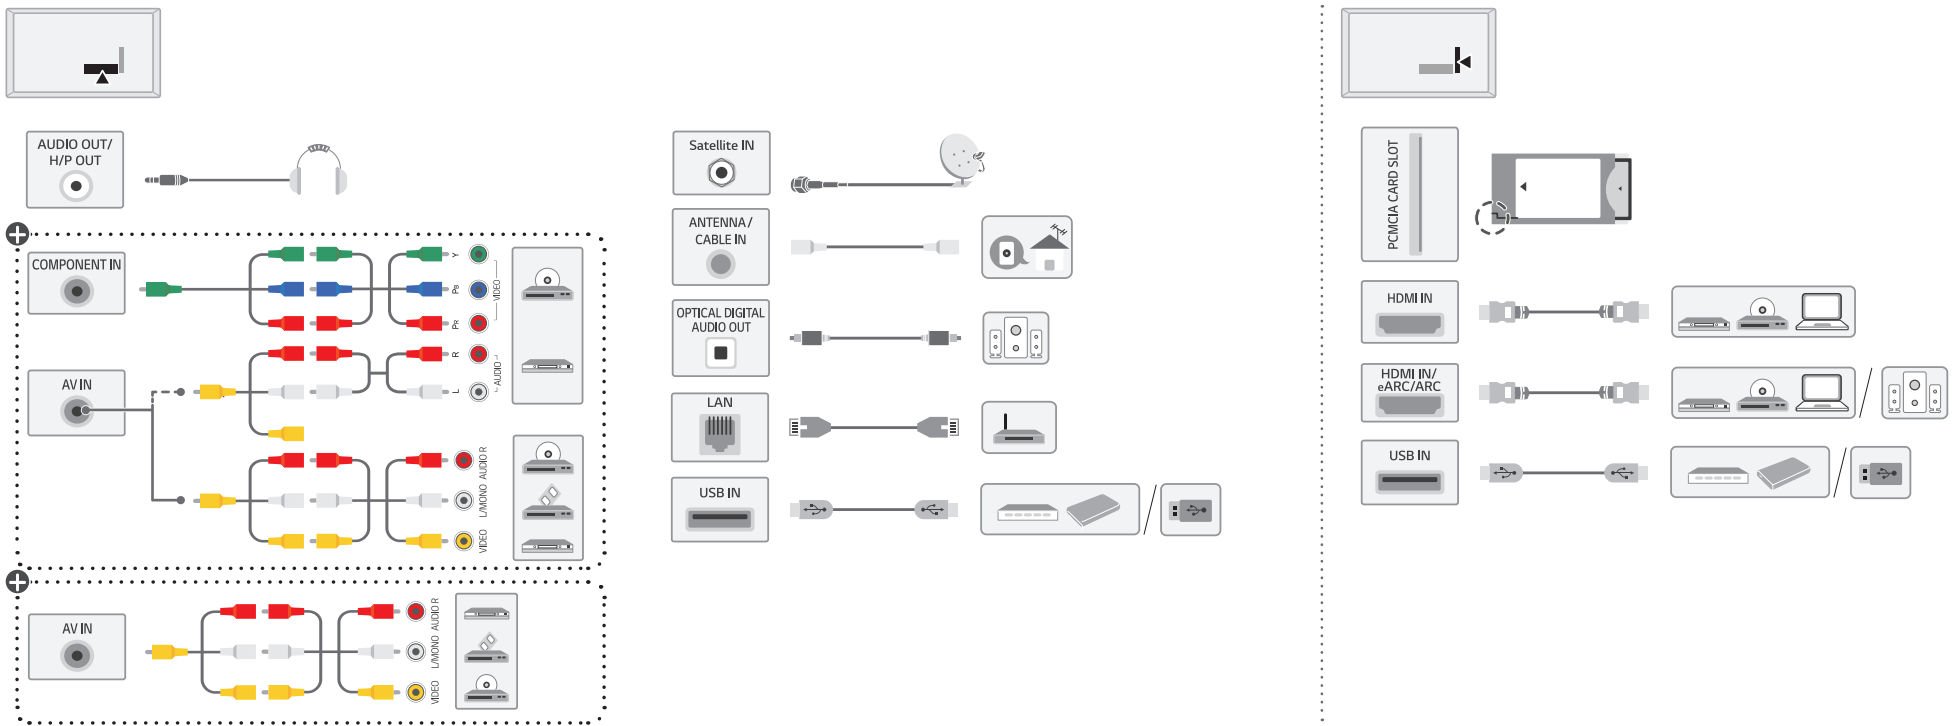 AUDIO OUT/
H/P OUT
COMPONENT IN
Y
PB
PR
VIDEO
R
L
AUDIO
AV IN
AUDIO R
L/MONO
VIDEO
AV IN
AUDIO R
L/MONO
VIDEO
Satellite IN
ANTENNA /
CABLE IN
OPTICAL DIGITAL
AUDIO OUT
LAN
USB IN
/
PCMCIA CARD SLOT
HDMI IN
HDMI IN/
eARC/ARC
/
USB IN
/